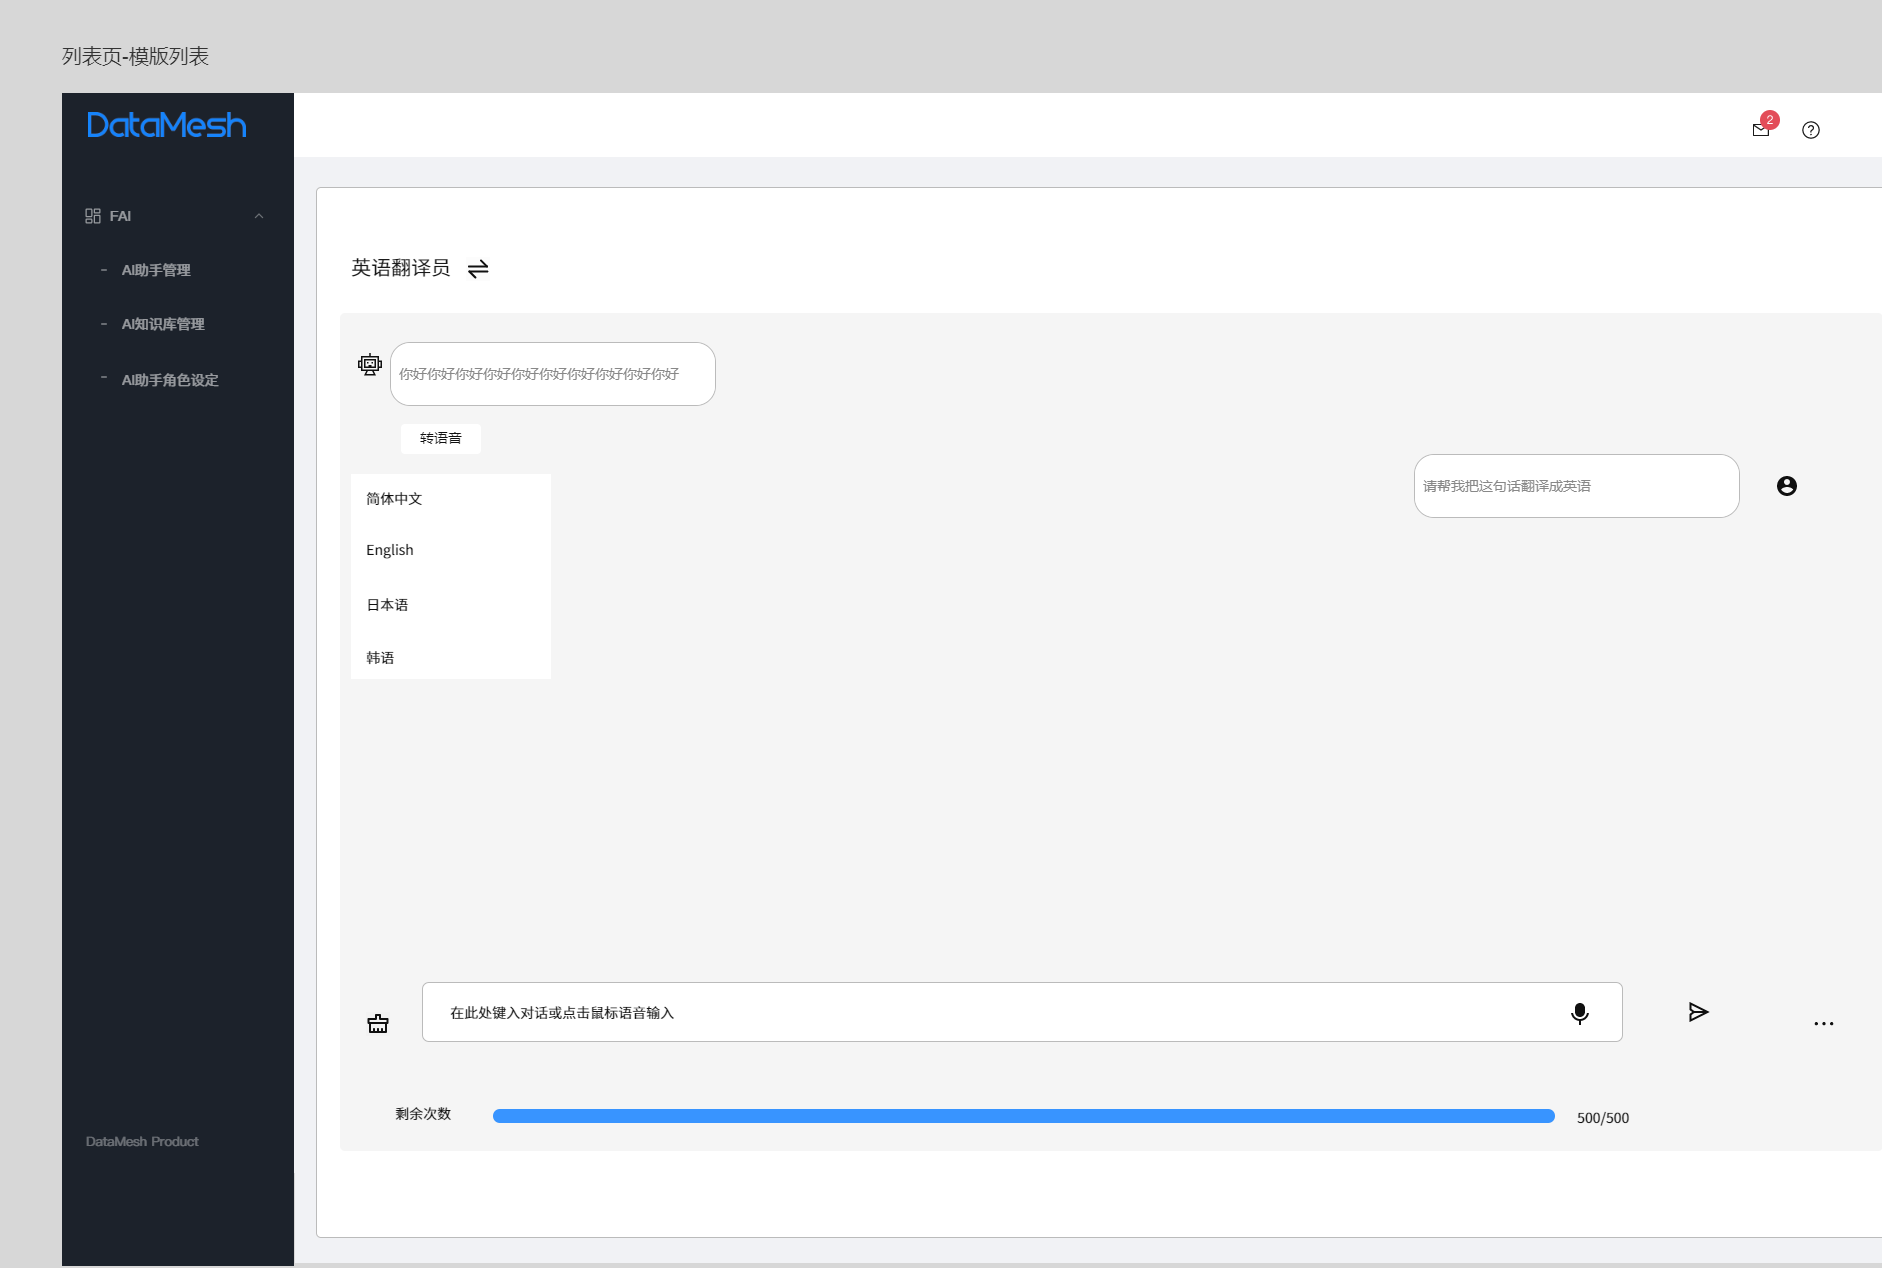 列表页-模版列表
DataMesh
2
FAI
- AI助手管理
- AI知识库管理
- AI助手角色设定
英语翻译员
你好你好你好你好你好你好你好你好你好你好
转语音
请帮我把这句话翻译成英语
简体中文
English
日本语
韩语
在此处键入对话或点击鼠标语音输入
...
剩余次数
500/500
DataMesh Product